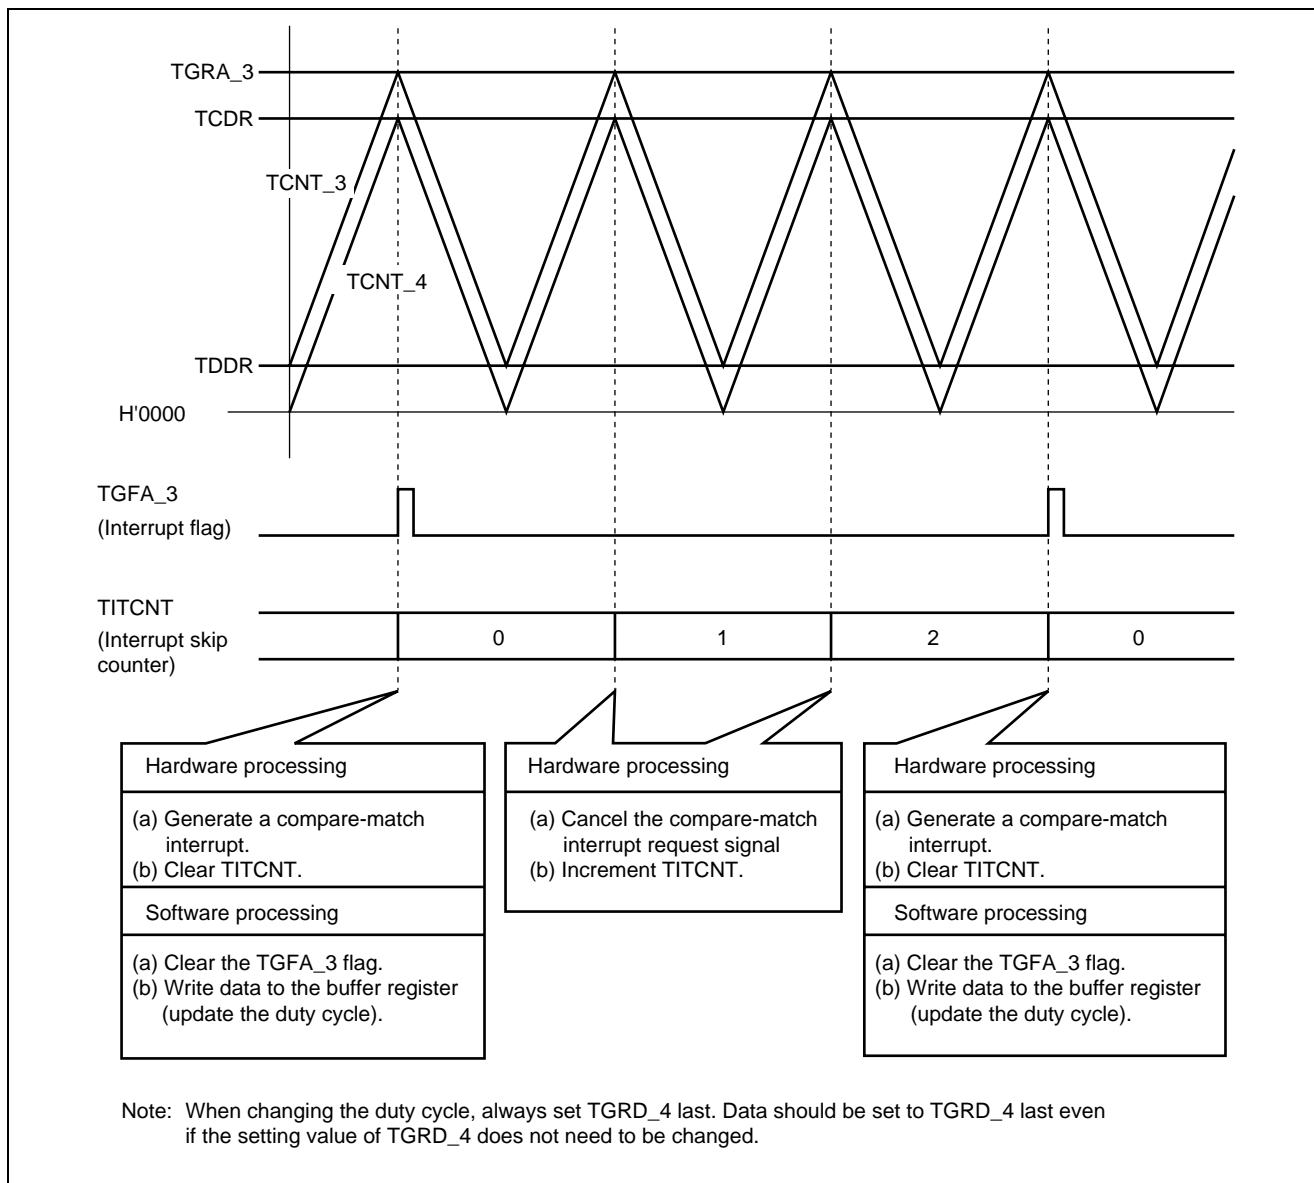 TGRA_3
TCDR
TCNT_3
TCNT_4
TDDR
H'0000
TGFA_3
(Interrupt flag)
TITCNT
(Interrupt skip
counter)
0
1
2
0
Hardware processing
(a) Generate a compare-match
interrupt.
(b) Clear TITCNT.
Software processing
(a) Clear the TGFA_3 flag.
(b) Write data to the buffer register
(update the duty cycle).
Hardware processing
(a) Cancel the compare-match
interrupt request signal
(b) Increment TITCNT.
Hardware processing
(a) Generate a compare-match
interrupt.
(b) Clear TITCNT.
Software processing
(a) Clear the TGFA_3 flag.
(b) Write data to the buffer register
(update the duty cycle).
Note: When changing the duty cycle, always set TGRD_4 last. Data should be set to TGRD_4 last even
if the setting value of TGRD_4 does not need to be changed.